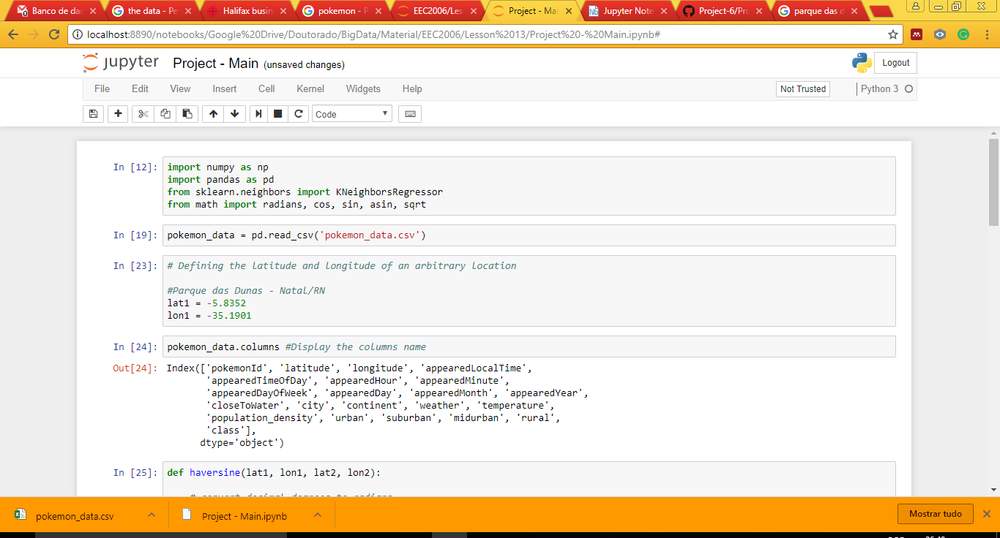 Banco de dac
the data - Pe
Halifax busin
pokemon - P
EEC2006/Les
Project - Mai
Jupyter Note
Project-6/Pro
parque das d
localhost:8890/notebooks/Google%20Drive/Doutorado/BigData/Material/EEC2006/Lesson%2013/Project%20-%20Main.ipynb#
jupyter Project - Main (unsaved changes)
Logout
File Edit View Insert Cell Kernel Widgets Help
Not Trusted
Python 3
Code
In [12]: import numpy as np
import pandas as pd
from sklearn.neighbors import KNeighborsRegressor
from math import radians, cos, sin, asin, sqrt
In [19]: pokemon_data = pd.read_csv('pokemon_data.csv')
In [23]: # Defining the latitude and longitude of an arbitrary location
#Parque das Dunas - Natal/RN
lat1 = -5.8352
lon1 = -35.1901
In [24]: pokemon_data.columns #Display the columns name
Out[24]: Index(['pokemonId', 'latitude', 'longitude', 'appearedLocalTime',
'appearedTimeOfDay', 'appearedHour', 'appearedMinute',
'appearedDayOfWeek', 'appearedDay', 'appearedMonth', 'appearedYear',
'closeToWater', 'city', 'continent', 'weather', 'temperature',
'population_density', 'urban', 'suburban', 'midurban', 'rural',
'class'],
dtype='object')
In [25]: def haversine(lat1, lon1, lat2, lon2):
# convert decimal degrees to radians
pokemon_data.csv
Project - Main.ipynb
Mostrar tudo